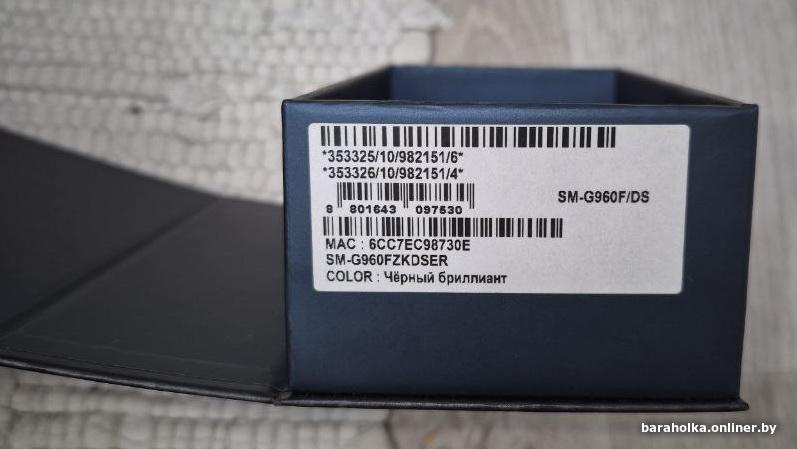 *353325/10/982151/6*
*353326/10/982151/4*
SM-G960F/DS
8 801643 097530
MAC : 6CC7EC98730E
SM-G960FZKDSER
COLOR : Чёрный бриллиант
baraholka.onliner.by